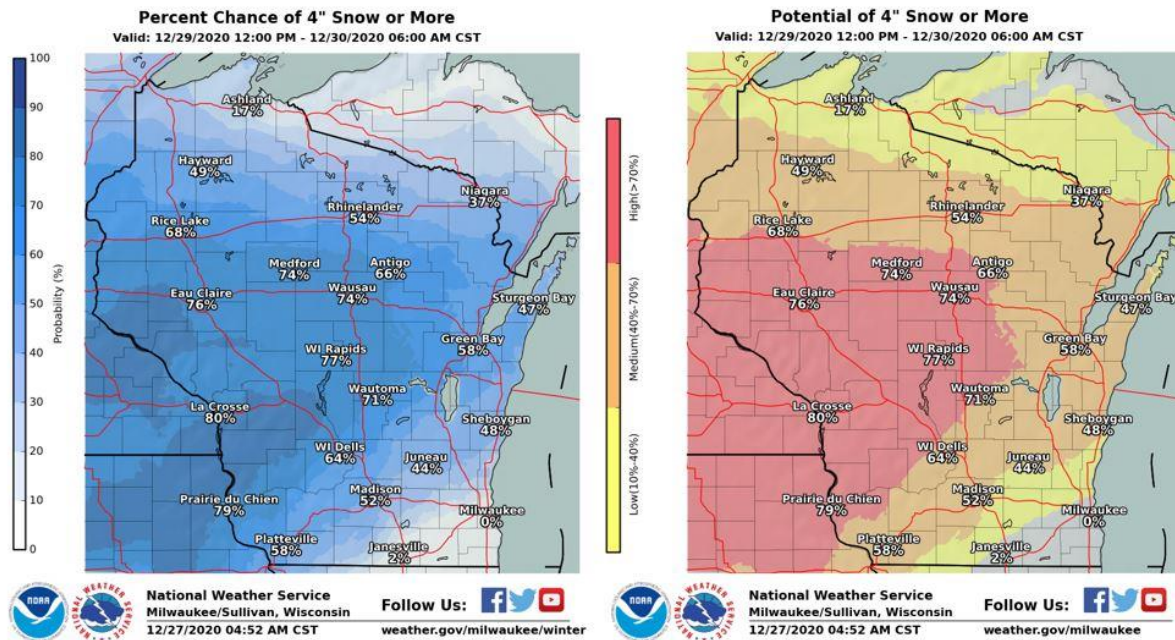 Percent Chance of 4" Snow or More
Valid: 12/29/2020 12:00 PM - 12/30/2020 06:00 AM CST
100
90
80
70
60
50
40
30
20
10
0
Probability (%)
Ashland
17%
Hayward
49%
Niagara
37%
Rhinelander
54%
Rice Lake
68%
Medford
74%
Antigo
66%
Eau Claire
76%
Wausau
74%
Sturgeon Bay
47%
Green Bay
58%
WI Rapids
77%
Wautoma
71%
La Crosse
80%
Sheboygan
48%
WI Dells
64%
Juneau
44%
Prairie du Chien
79%
Madison
52%
Milwaukee
0%
Platteville
58%
Janesville
2%
NOAA
NATIONAL WEATHER SERVICE
National Weather Service
Milwaukee/Sullivan, Wisconsin
12/27/2020 04:52 AM CST
Follow Us:
weather.gov/milwaukee/winter
Potential of 4" Snow or More
Valid: 12/29/2020 12:00 PM - 12/30/2020 06:00 AM CST
High(>70%)
Medium(40%-70%)
Low(10%-40%)
Ashland
17%
Hayward
49%
Niagara
37%
Rhinelander
54%
Rice Lake
68%
Medford
74%
Antigo
66%
Eau Claire
76%
Wausau
74%
Sturgeon Bay
47%
Green Bay
58%
WI Rapids
77%
Wautoma
71%
La Crosse
80%
Sheboygan
48%
WI Dells
64%
Juneau
44%
Prairie du Chien
79%
Madison
52%
Milwaukee
0%
Platteville
58%
Janesville
2%
NOAA
NATIONAL WEATHER SERVICE
National Weather Service
Milwaukee/Sullivan, Wisconsin
12/27/2020 04:52 AM CST
Follow Us:
weather.gov/milwaukee